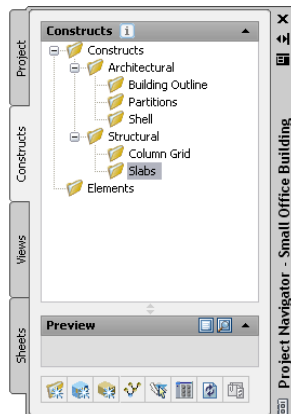 Project
Constructs
Views
Sheets
Constructs
Constructs
Architectural
Building Outline
Partitions
Shell
Structural
Column Grid
Slabs
Elements
Preview
Project Navigator - Small Office Building